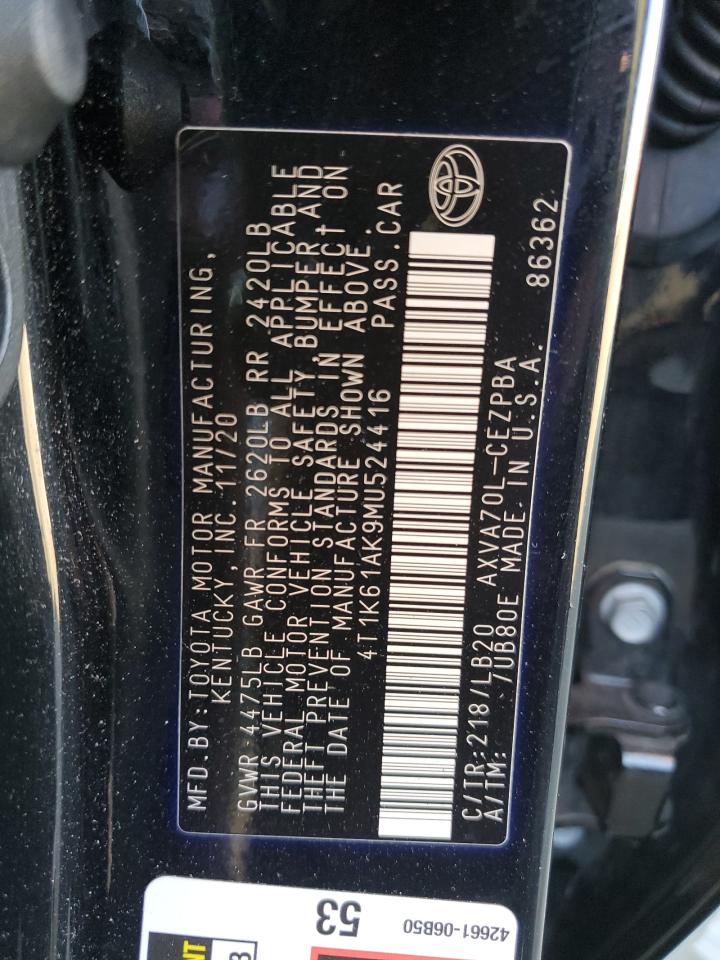 MFD.BY:TOYOTA MOTOR MANUFACTURING,
KENTUCKY, INC. 11/20
GVWR 4475LB GAWR FR 2620LB RR 2420LB
THIS VEHICLE CONFORMS TO ALL APPLICABLE
FEDERAL MOTOR VEHICLE SAFETY, BUMPER, AND
THEFT PREVENTION STANDARDS IN EFFECT ON
THE DATE OF MANUFACTURE SHOWN ABOVE.
4T1K61AK9MU524416 PASS.CAR
C/TR:218/LB20 AXVA70L-CEZPBA
A/TM: 7UB80E MADE IN U.S.A. 86362
53
42661-06B50